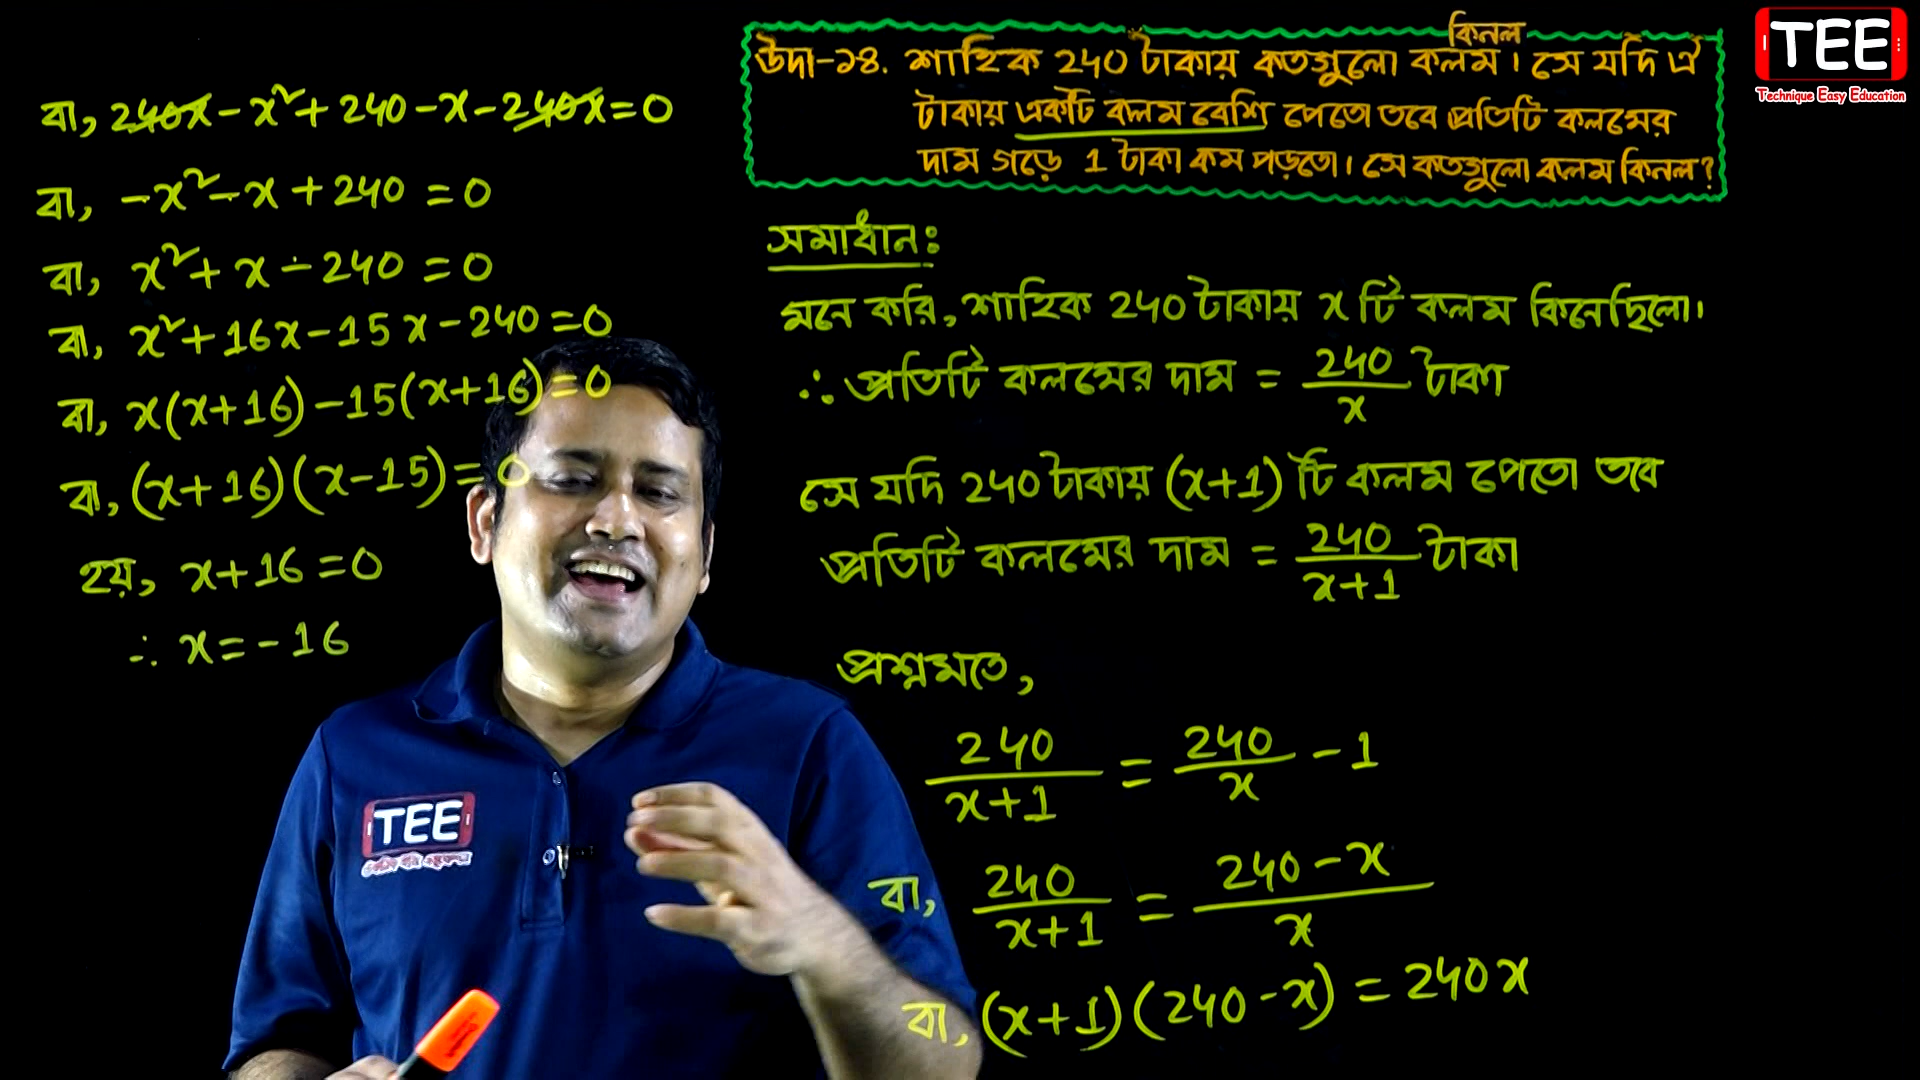 কিনল
উদা-১৪. শাহিক 240 টাকায় কতগুলো কলম। সে যদি ঐ
টাকায় একটি কলম বেশি পেতো তবে প্রতিটি কলমের
দাম গড়ে 1 টাকা কম পড়তো। সে কতগুলো কলম কিনল?
TEE
Technique Easy Education
সমাধান:
মনে করি, শাহিক 240 টাকায় x টি কলম কিনেছিলো।
∴ প্রতিটি কলমের দাম = 240/x টাকা
সে যদি 240 টাকায় (x+1) টি কলম পেতো তবে
প্রতিটি কলমের দাম = 240/(x+1) টাকা
প্রশ্নমতে,
240/(x+1) = 240/x - 1
বা, 240/(x+1) = (240-x)/x
বা, (x+1)(240-x) = 240x
বা, 240x - x² + 240 - x - 240x = 0
বা, -x² - x + 240 = 0
বা, x² + x - 240 = 0
বা, x² + 16x - 15x - 240 = 0
বা, x(x+16) - 15(x+16) = 0
বা, (x+16)(x-15) = 0
হয়, x+16 = 0
∴ x = -16
TEE